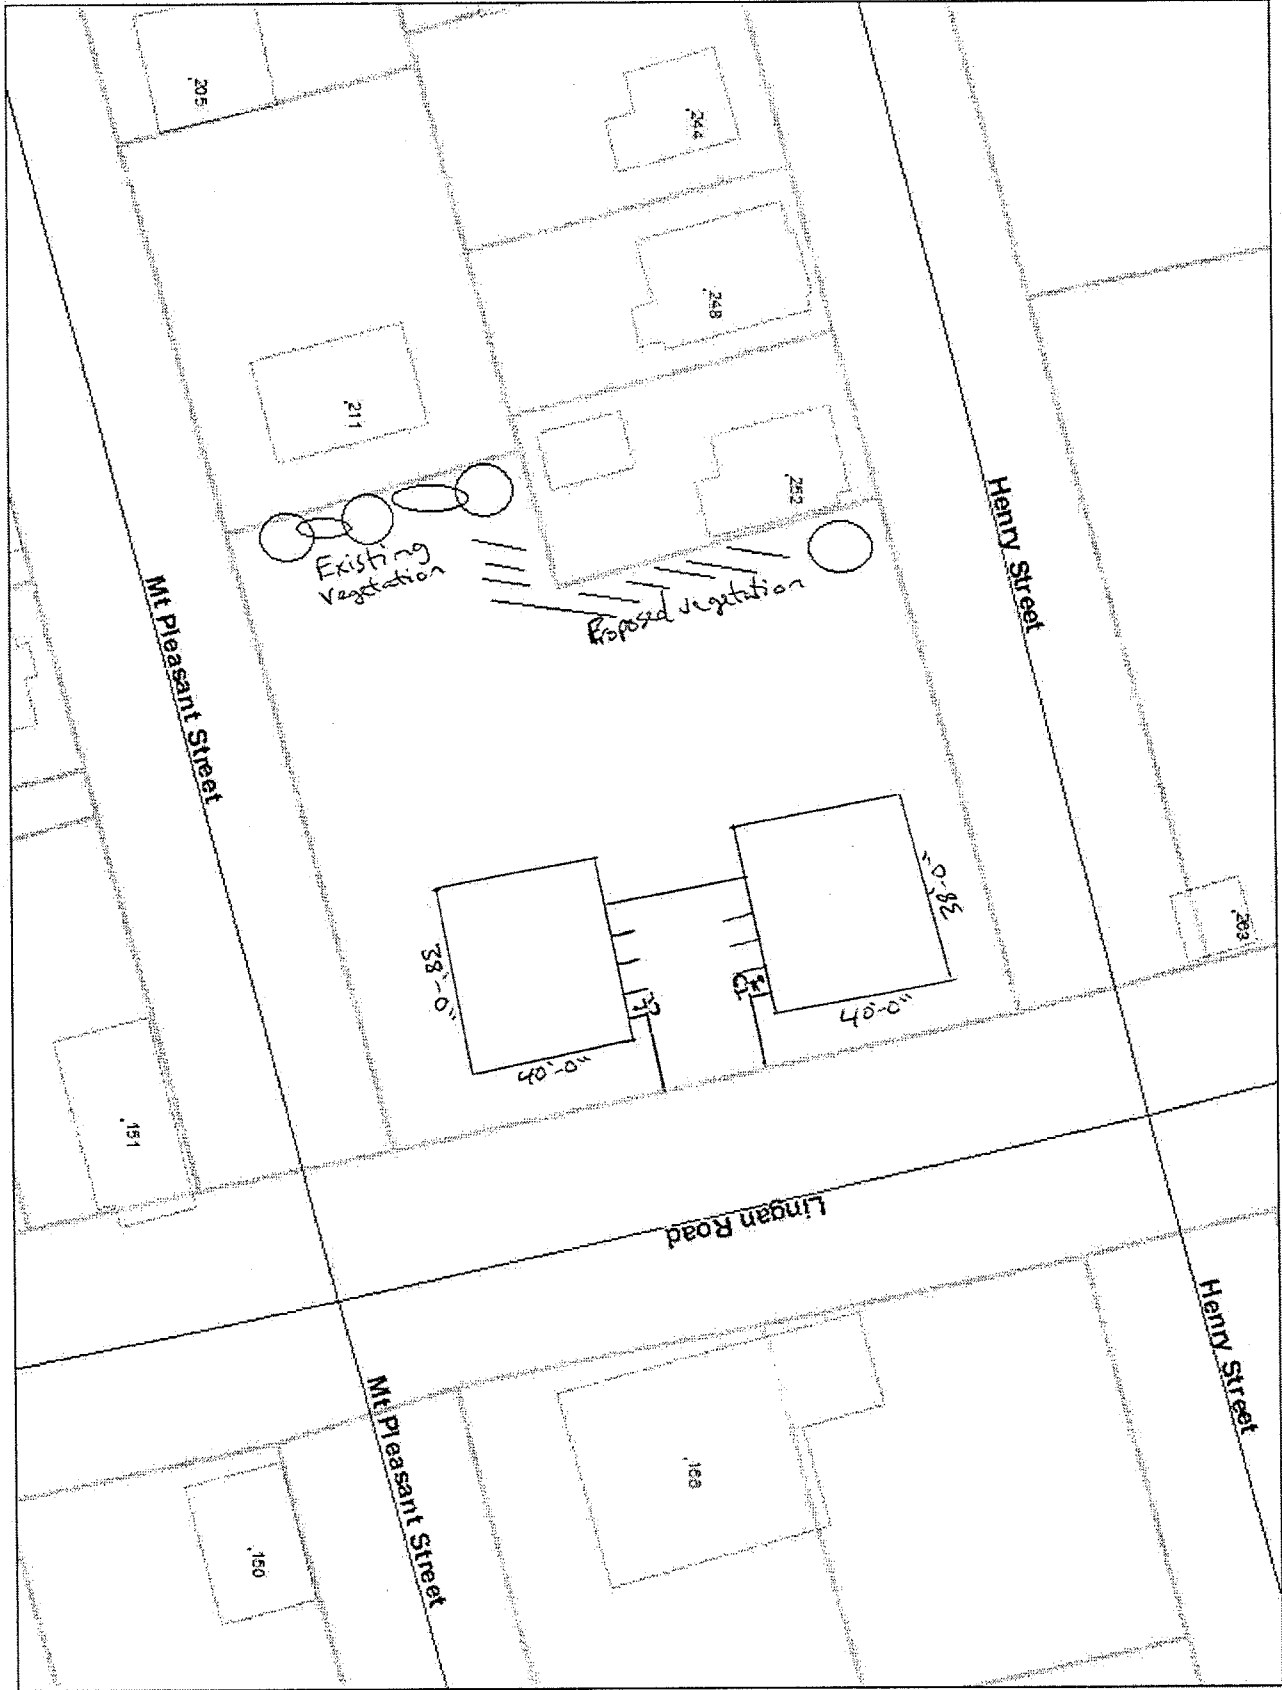 205
244
248
211
252
Henry Street
Existing
vegetation
Proposed vegetation
Mt Pleasant Street
263
38'-0"
38'-0"
40'-0"
40'-0"
151
Lingan Road
Henry Street
Mt Pleasant Street
168
150